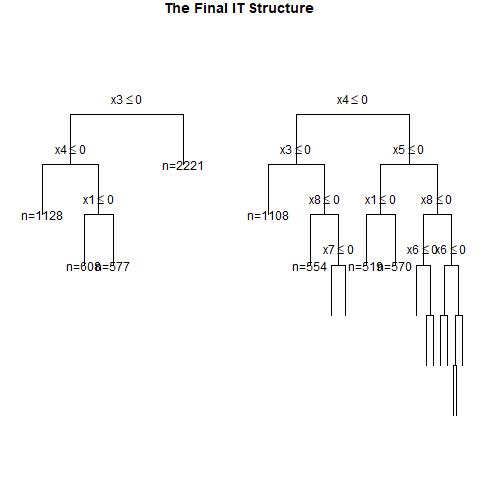 The Final IT Structure
x3 ≤ 0
x4 ≤ 0
x4 ≤ 0
x3 ≤ 0
x5 ≤ 0
n=2221
x1 ≤ 0
x8 ≤ 0
x1 ≤ 0
x8 ≤ 0
n=1128
n=1108
x7 ≤ 0
x6 ≤ 0
x6 ≤ 0
n=608
n=577
n=554
n=519
n=570